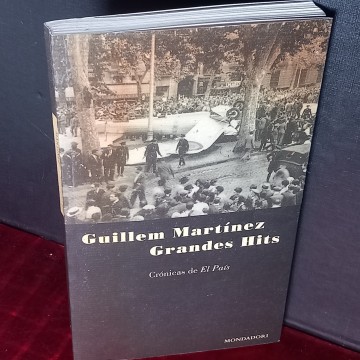 Guillem Martínez
Grandes Hits
Crónicas de El País
MONDADORI